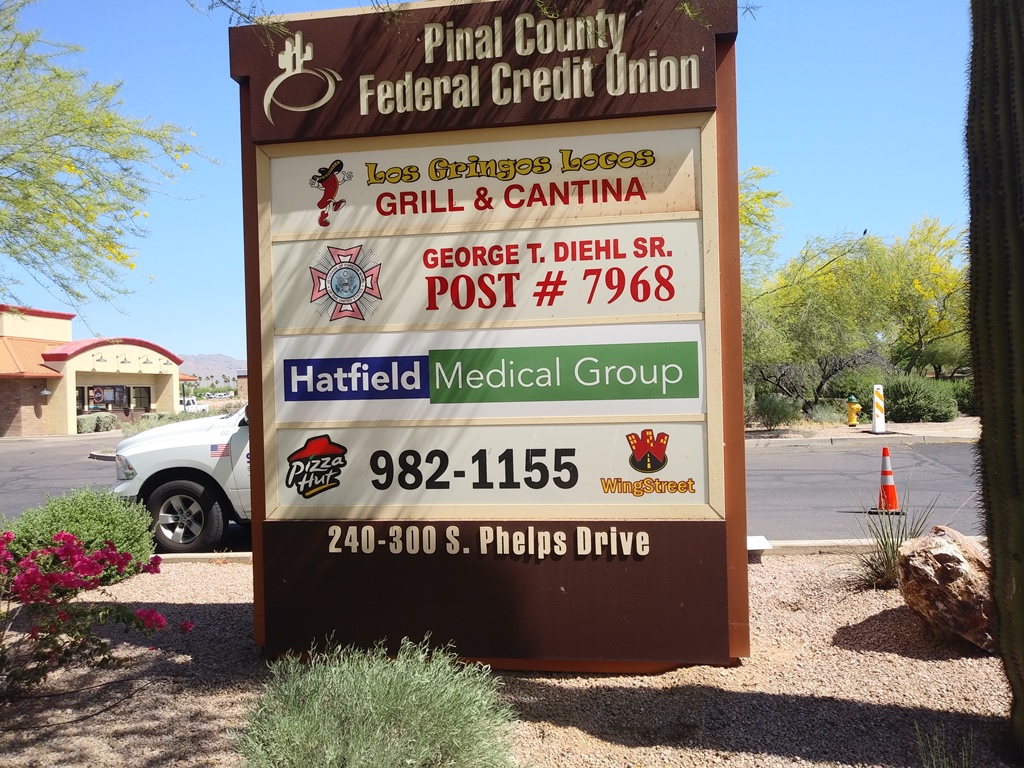 Pinal County
Federal Credit Union
Los Gringos Locos
GRILL & CANTINA
GEORGE T. DIEHL SR.
POST # 7968
Hatfield Medical Group
Pizza
Hut
982-1155
WingStreet
240-300 S. Phelps Drive